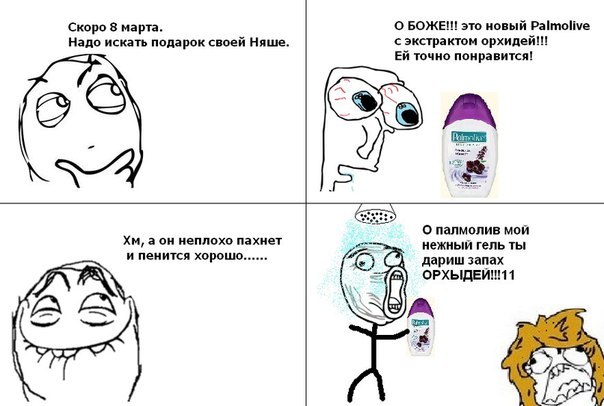 Скоро 8 марта.
Надо искать подарок своей Няше.
О БОЖЕ!!! это новый Palmolive
с экстрактом орхидей!!!
Ей точно понравится!
Palmolive
Хм, а он неплохо пахнет
и пенится хорошо......
О палмолив мой
нежный гель ты
дариш запах
ОРХЫДЕЙ!!!11
Palmolive